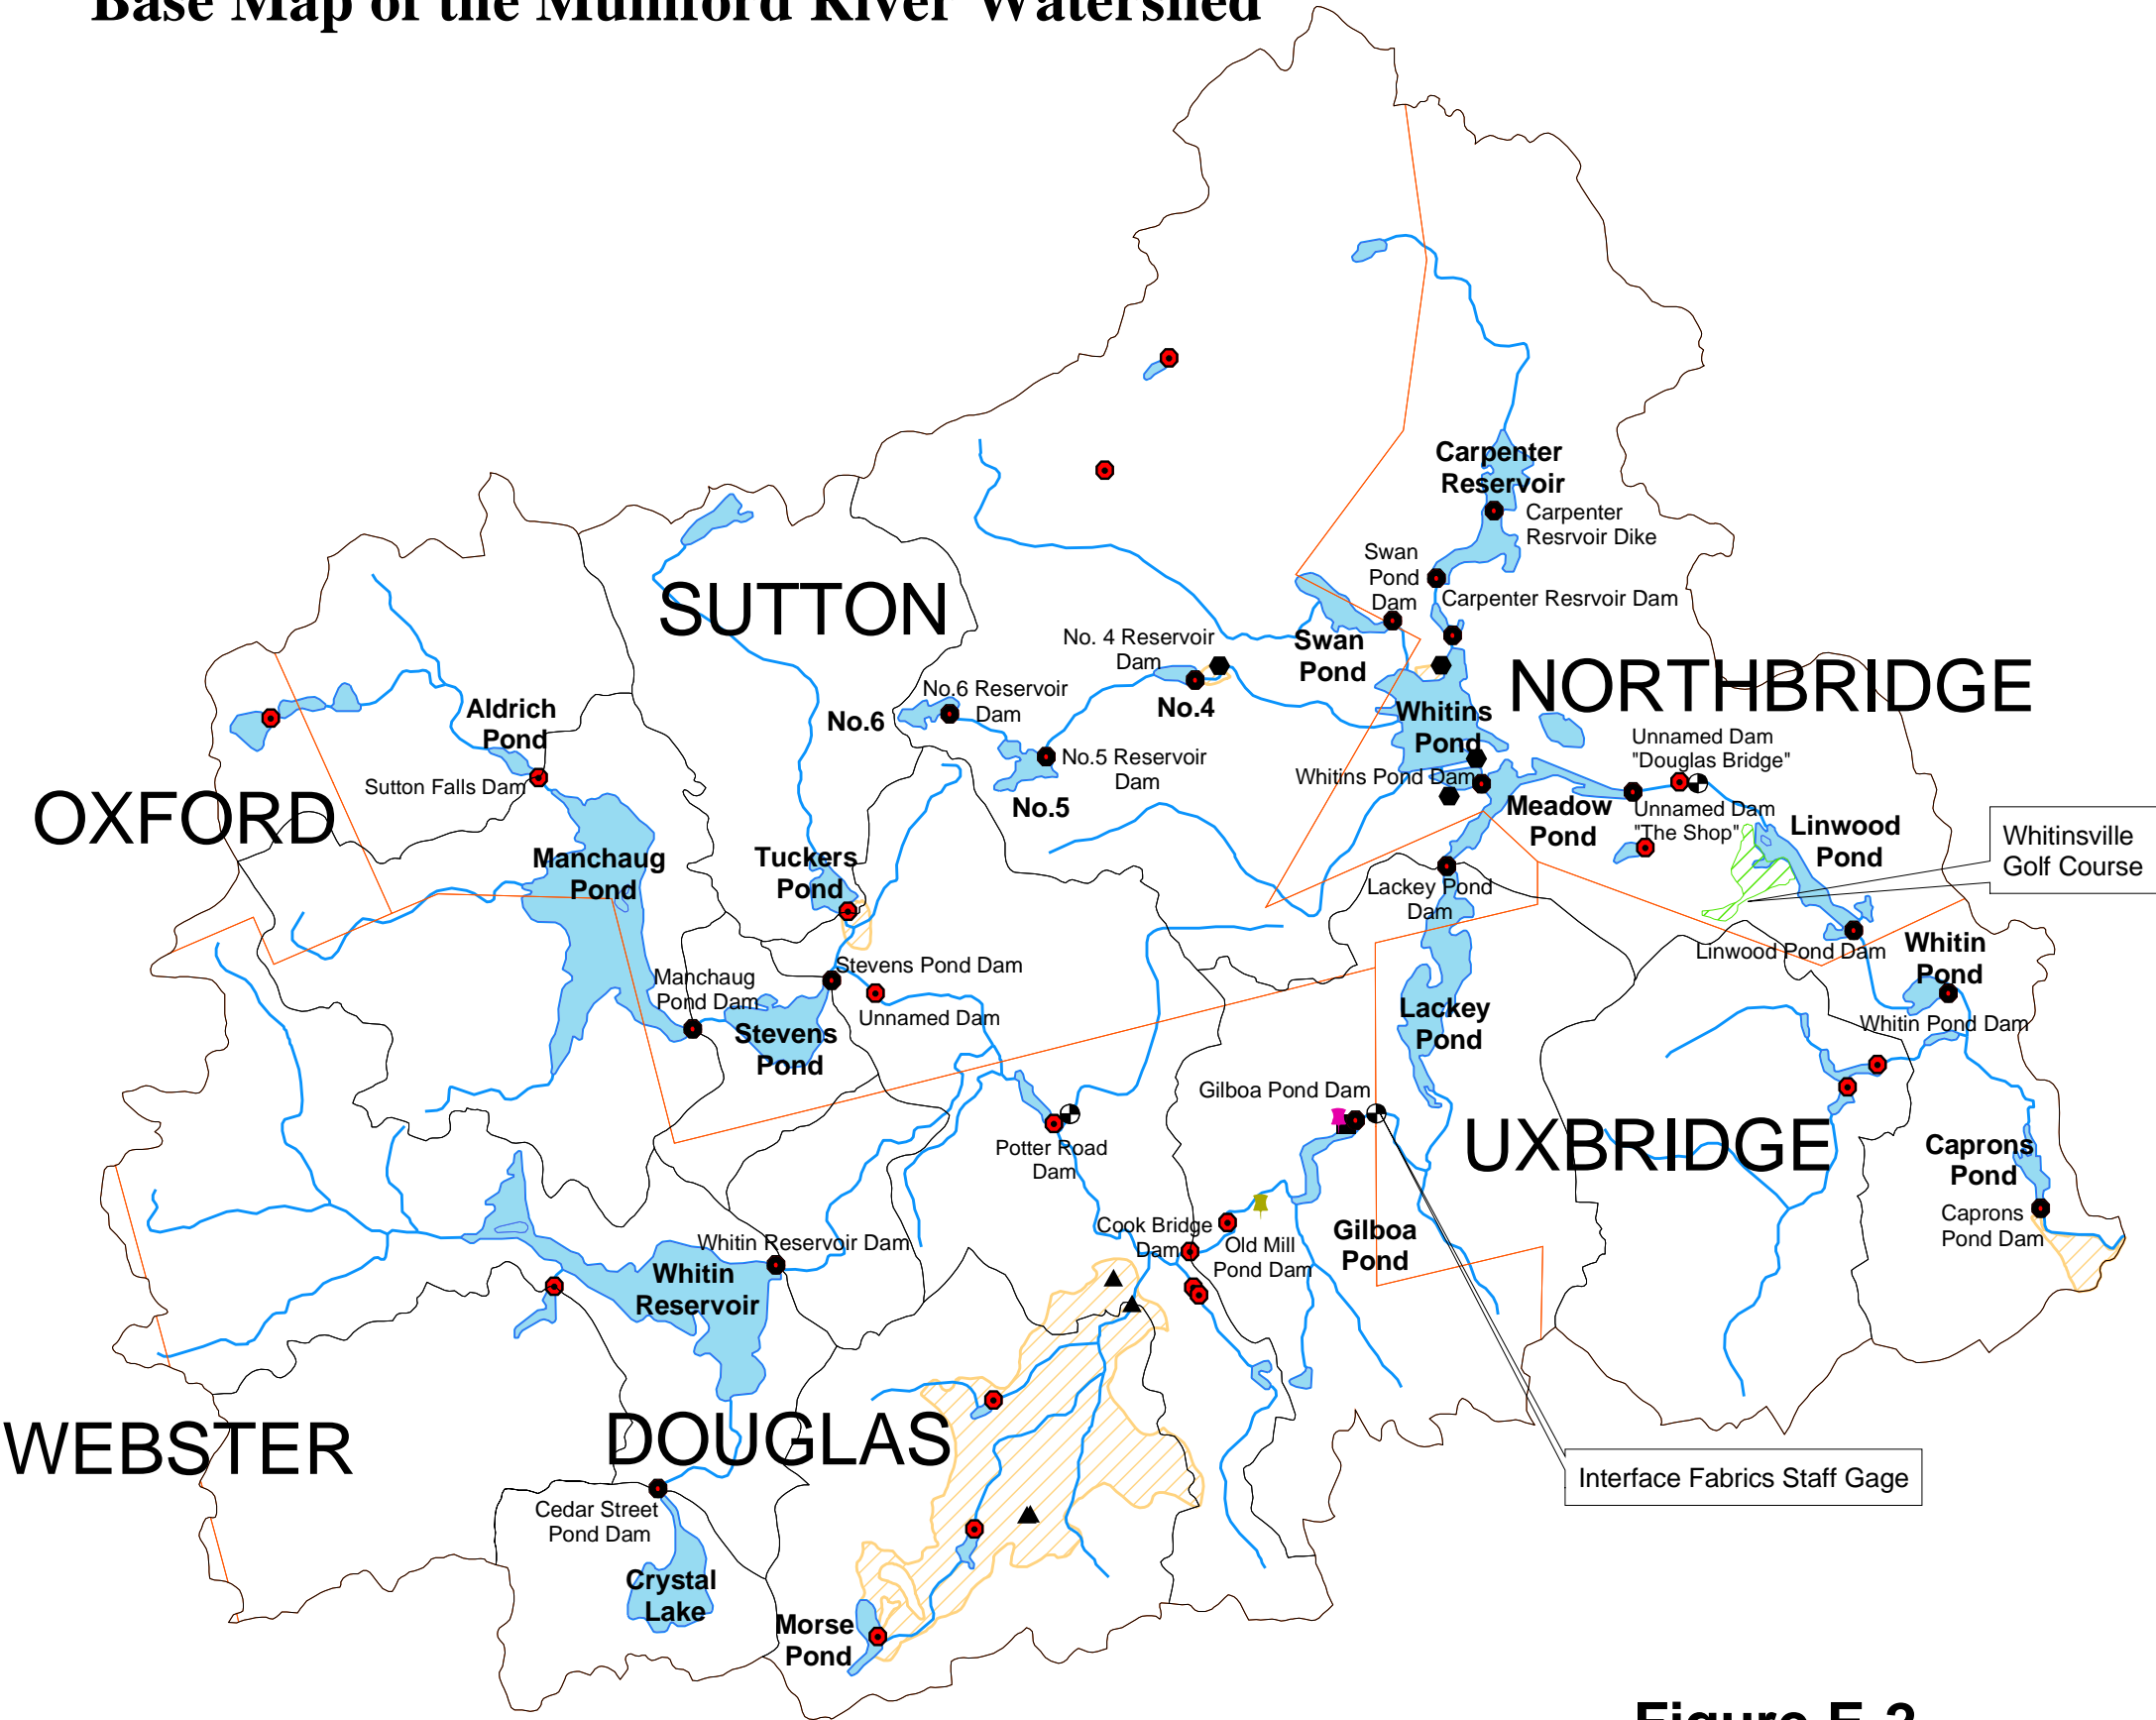 Base Map of the Mumford River Watershed
Carpenter
Reservoir
Carpenter
Resrvoir Dike
Swan
Pond
Dam
Carpenter Resrvoir Dam
SUTTON
No. 4 Reservoir
Dam
Swan
Pond
NORTHBRIDGE
No.6 Reservoir
Dam
No.6
No.4
Aldrich
Pond
Whitins
Pond
Unnamed Dam
"Douglas Bridge"
No.5 Reservoir
Dam
Sutton Falls Dam
Whitins Pond Dam
No.5
OXFORD
Meadow
Pond
Unnamed Dam
"The Shop"
Linwood
Pond
Whitinsville
Golf Course
Manchaug
Pond
Tuckers
Pond
Lackey Pond
Dam
Linwood Pond Dam
Whitin
Pond
Stevens Pond Dam
Manchaug
Pond Dam
Unnamed Dam
Stevens
Pond
Lackey
Pond
Whitin Pond Dam
Gilboa Pond Dam
UXBRIDGE
Potter Road
Dam
Caprons
Pond
Caprons
Pond Dam
Cook Bridge
Dam
Old Mill
Pond Dam
Gilboa
Pond
Whitin Reservoir Dam
Whitin
Reservoir
WEBSTER
DOUGLAS
Interface Fabrics Staff Gage
Cedar Street
Pond Dam
Crystal
Lake
Morse
Pond
Figure E-2